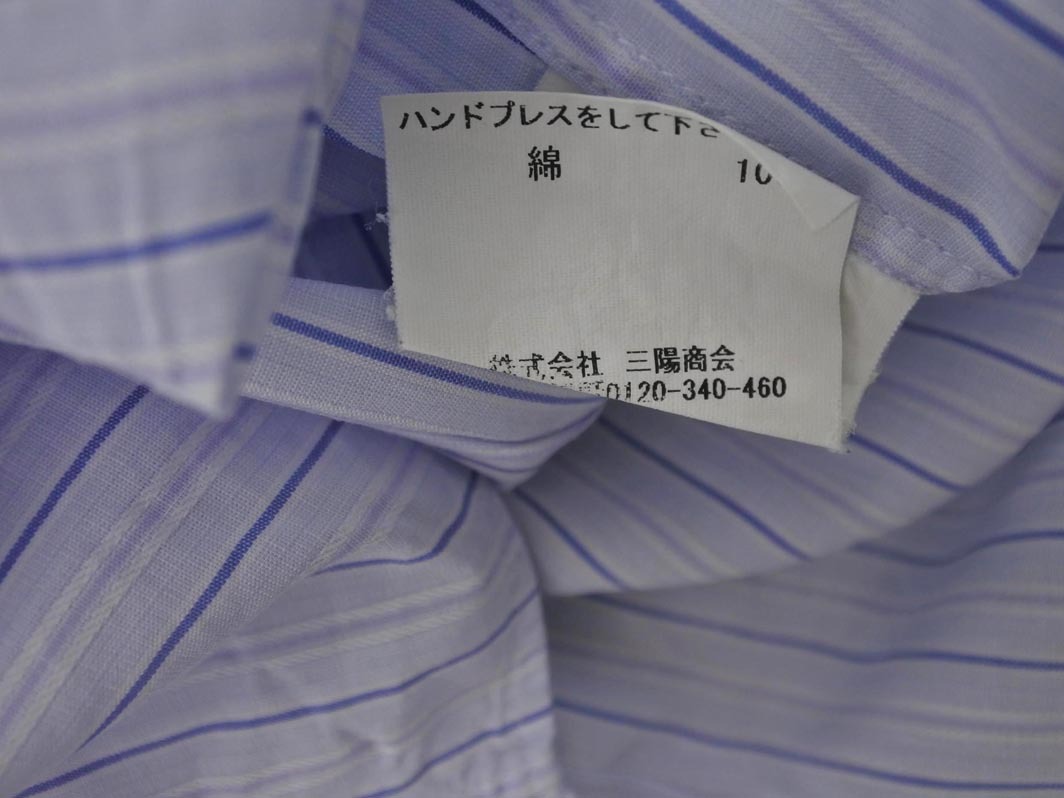 ハンドプレスをして下さ
綿 10
株式会社 三陽商会
0120-340-460